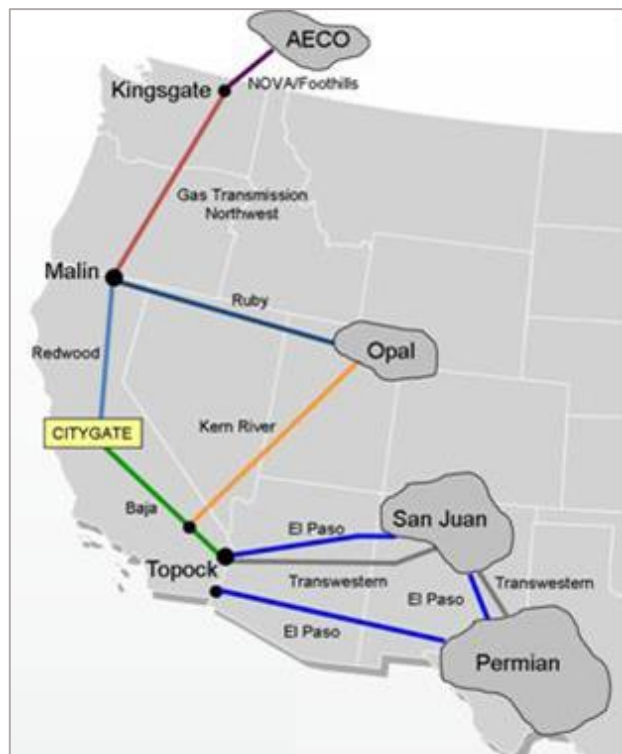 AECO
Kingsgate
NOVA/Foothills
Gas Transmission
Northwest
Malin
Ruby
Redwood
Opal
CITYGATE
Kern River
Baja
San Juan
El Paso
Topock
Transwestern
Transwestern
El Paso
El Paso
Permian